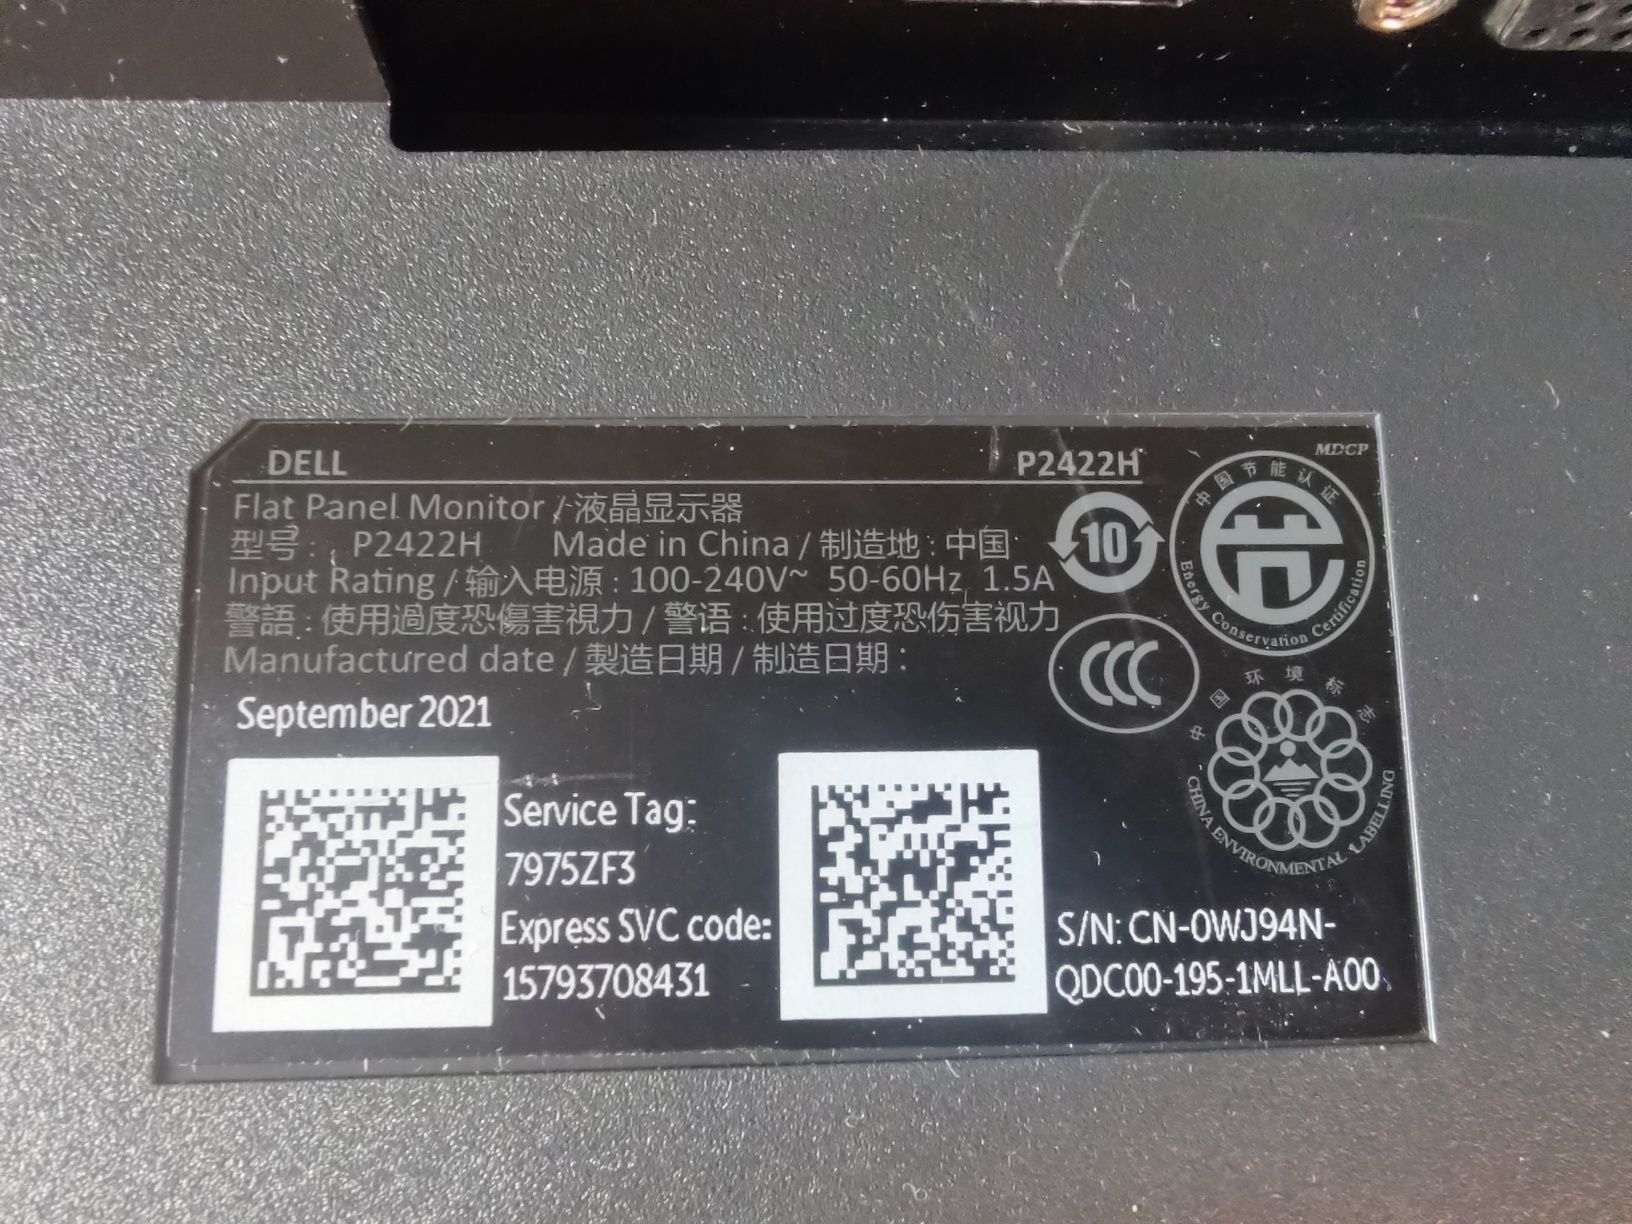 DELL P2422H
MDCP
Flat Panel Monitor / 液晶显示器
型号: P2422H Made in China / 制造地: 中国
Input Rating / 输入电源: 100-240V~ 50-60Hz, 1.5A
警語: 使用過度恐傷害視力 / 警语: 使用过度恐伤害视力
Manufactured date / 製造日期 / 制造日期:
September 2021
10
中国节能认证
Energy Conservation Certification
CCC
中国环境标志
CHINA ENVIRONMENTAL LABELLING
Service Tag:
7975ZF3
Express SVC code:
15793708431
S/N: CN-0WJ94N-
QDC00-195-1MLL-A00